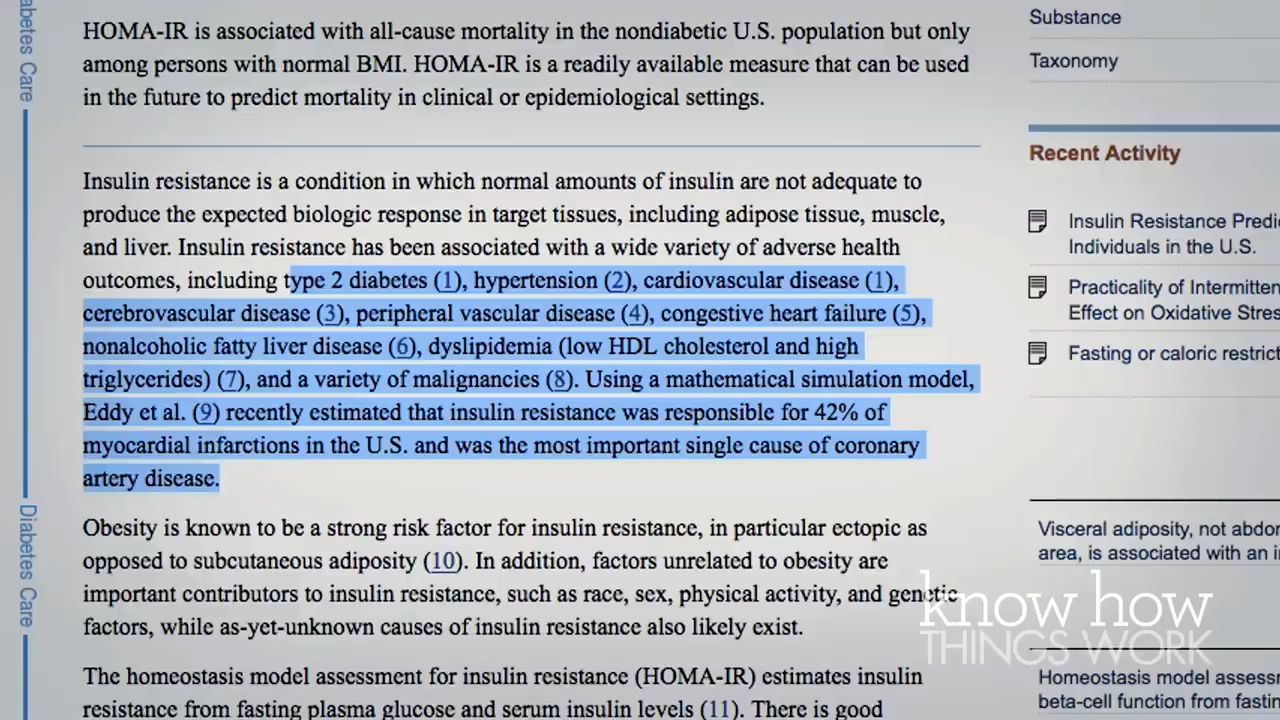 abetes Care
HOMA-IR is associated with all-cause mortality in the nondiabetic U.S. population but only
among persons with normal BMI. HOMA-IR is a readily available measure that can be used
in the future to predict mortality in clinical or epidemiological settings.
Insulin resistance is a condition in which normal amounts of insulin are not adequate to
produce the expected biologic response in target tissues, including adipose tissue, muscle,
and liver. Insulin resistance has been associated with a wide variety of adverse health
outcomes, including type 2 diabetes (1), hypertension (2), cardiovascular disease (1),
cerebrovascular disease (3), peripheral vascular disease (4), congestive heart failure (5),
nonalcoholic fatty liver disease (6), dyslipidemia (low HDL cholesterol and high
triglycerides) (7), and a variety of malignancies (8). Using a mathematical simulation model,
Eddy et al. (9) recently estimated that insulin resistance was responsible for 42% of
myocardial infarctions in the U.S. and was the most important single cause of coronary
artery disease.
Diabetes Care
Obesity is known to be a strong risk factor for insulin resistance, in particular ectopic as
opposed to subcutaneous adiposity (10). In addition, factors unrelated to obesity are
important contributors to insulin resistance, such as race, sex, physical activity, and genetic
factors, while as-yet-unknown causes of insulin resistance also likely exist.
The homeostasis model assessment for insulin resistance (HOMA-IR) estimates insulin
resistance from fasting plasma glucose and serum insulin levels (11). There is good
Substance
Taxonomy
Recent Activity
Insulin Resistance Predi
Individuals in the U.S.
Practicality of Intermitten
Effect on Oxidative Stres
Fasting or caloric restrict
Visceral adiposity, not abdo
area, is associated with an i
know how
THINGS WORK
Homeostasis model assess
beta-cell function from fastin